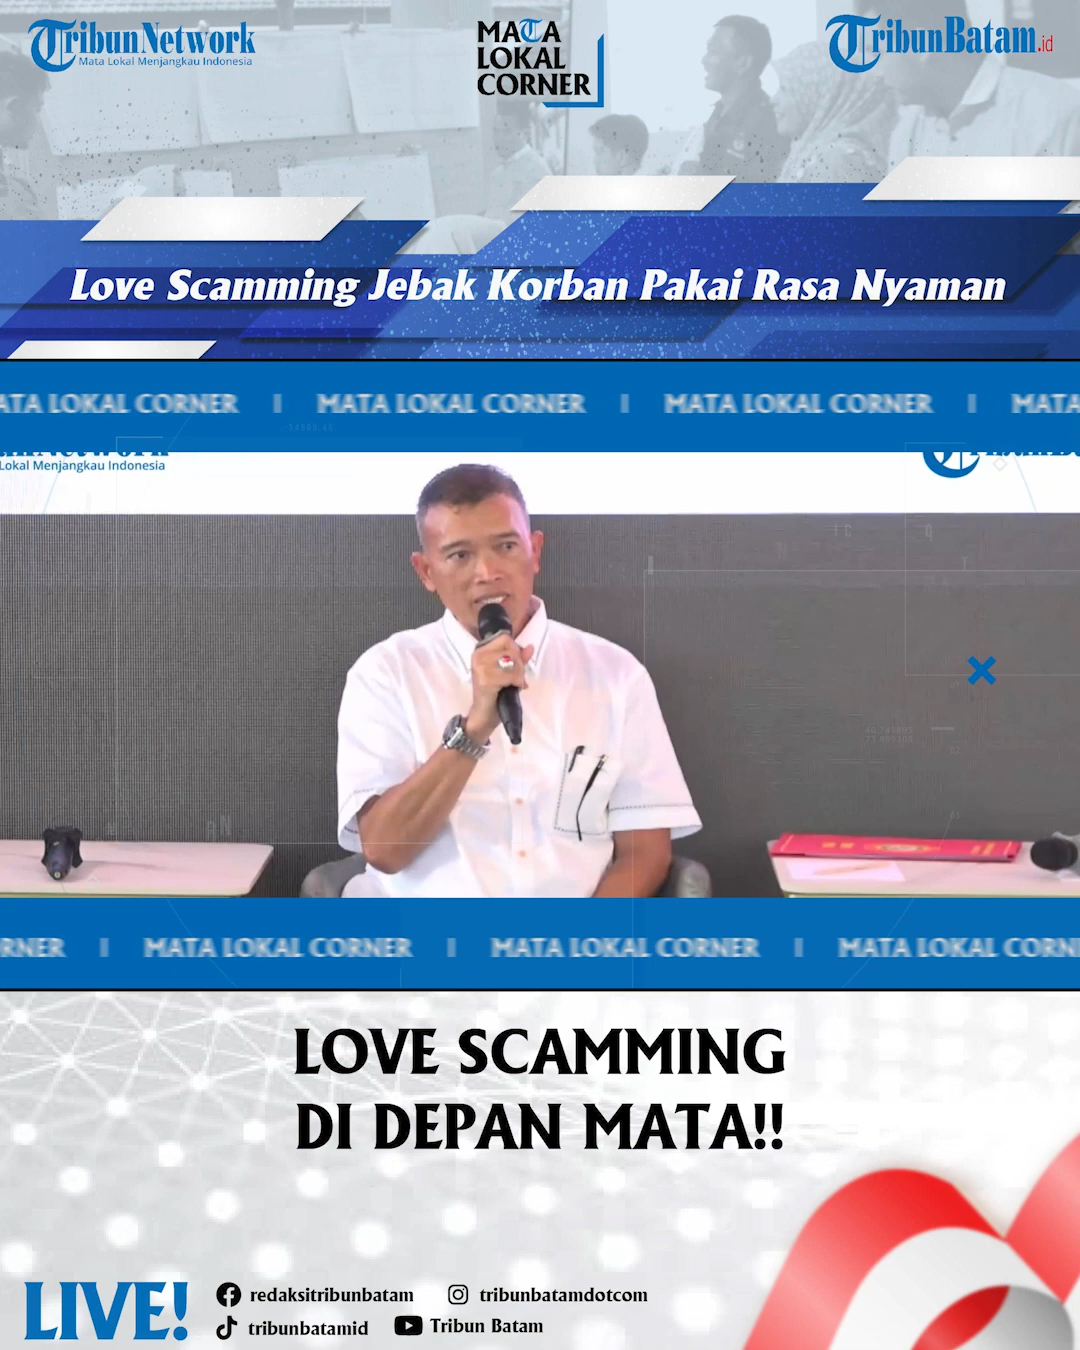 TribunNetwork
Mata Lokal Menjangkau Indonesia
MATA
LOKAL
CORNER
TribunBatam.id
Love Scamming Jebak Korban Pakai Rasa Nyaman
ATA LOKAL CORNER | MATA LOKAL CORNER | MATA LOKAL CORNER | MATA
Lokal Menjangkau Indonesia
RNER | MATA LOKAL CORNER | MATA LOKAL CORNER | MATA LOKAL CORN
LOVE SCAMMING
DI DEPAN MATA!!
LIVE!
redaksitribunbatam
tribunbatamdotcom
tribunbatamid
Tribun Batam